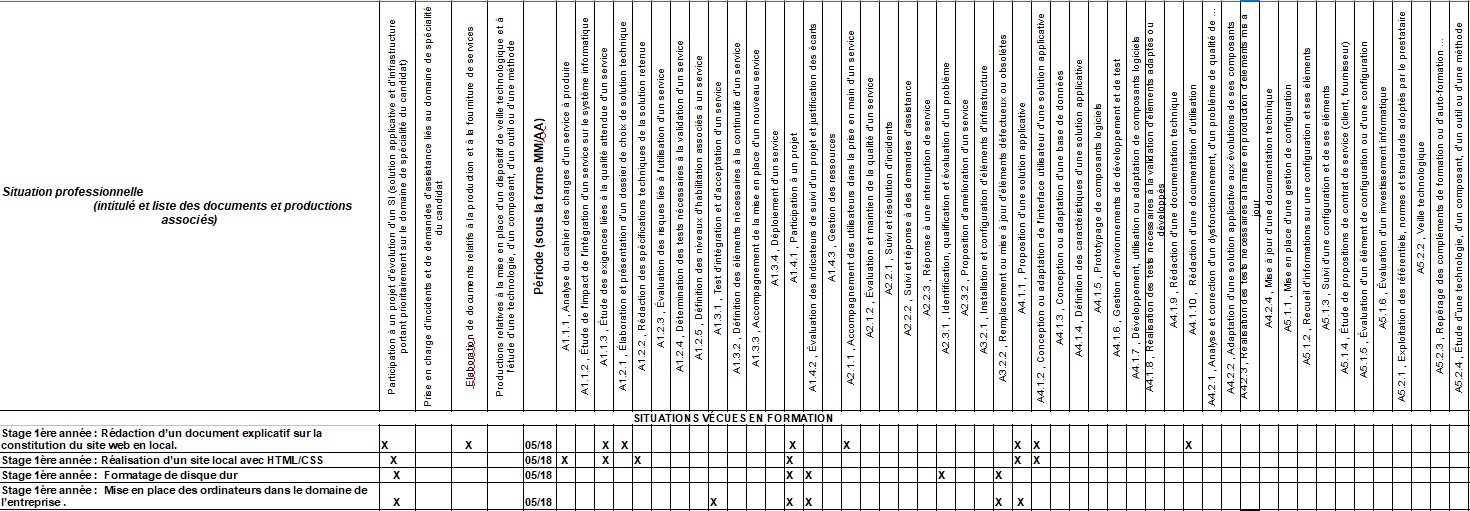 Situation professionnelle
(intitulé et liste des documents et productions
associés)
Participation à un projet d'évolution d'un SI (solution applicative et d'infrastructure
portant prioritairement sur le domaine de spécialité du candidat)
Prise en charge d'incidents et de demandes d'assistance liés au domaine de spécialité
du candidat
Elaboration de documents relatifs à la production et à la fourniture de services
Productions relatives à la mise en place d'un dispositif de veille technologique et à
l'étude d'une technologie, d'un composant, d'un outil ou d'une méthode
Période (sous la forme MM/AA)
A1.1.1 , Analyse du cahier des charges d'un service à produire
A1.1.2 , Étude de l'impact de l'intégration d'un service sur le système informatique
A1.1.3 , Étude des exigences liées à la qualité attendue d'un service
A1.2.1 , Élaboration et présentation d'un dossier de choix de solution technique
A1.2.2 , Rédaction des spécifications techniques de la solution retenue
A1.2.3 , Évaluation des risques liés à l'utilisation d'un service
A1.2.4 , Détermination des tests nécessaires à la validation d'un service
A1.2.5 , Définition des niveaux d'habilitation associés à un service
A1.3.1 , Test d'intégration et d'acceptation d'un service
A1.3.2 , Définition des éléments nécessaires à la continuité d'un service
A1.3.3 , Accompagnement de la mise en place d'un nouveau service
A1.3.4 , Déploiement d'un service
A1.4.1 , Participation à un projet
A1.4.2 , Évaluation des indicateurs de suivi d'un projet et justification des écarts
A1.4.3 , Gestion des ressources
A2.1.1 , Accompagnement des utilisateurs dans la prise en main d'un service
A2.1.2 , Évaluation et maintien de la qualité d'un service
A2.2.1 , Suivi et résolution d'incidents
A2.2.2 , Suivi et réponse à des demandes d'assistance
A2.2.3 , Réponse à une interruption de service
A2.3.1 , Identification, qualification et évaluation d'un problème
A2.3.2 , Proposition d'amélioration d'un service
A3.2.1 , Installation et configuration d'éléments d'infrastructure
A3.2.2 , Remplacement ou mise à jour d'éléments défectueux ou obsolètes
A4.1.1 , Proposition d'une solution applicative
A4.1.2 , Conception ou adaptation de l'interface utilisateur d'une solution applicative
A4.1.3 , Conception ou adaptation d'une base de données
A4.1.4 , Définition des caractéristiques d'une solution applicative
A4.1.5 , Prototypage de composants logiciels
A4.1.6 , Gestion d'environnements de développement et de test
A4.1.7 , Développement, utilisation ou adaptation de composants logiciels
A4.1.8 , Réalisation des tests nécessaires à la validation d'éléments adaptés ou
développés
A4.1.9 , Rédaction d'une documentation technique
A4.1.10 , Rédaction d'une documentation d'utilisation
A4.2.1 , Analyse et correction d'un dysfonctionnement, d'un problème de qualité de ...
A4.2.2 , Adaptation d'une solution applicative aux évolutions de ses composants
A4.2.3 , Réalisation des tests nécessaires à la mise en production d'éléments mis à
jour
A4.2.4 , Mise à jour d'une documentation technique
A5.1.1 , Mise en place d'une gestion de configuration
A5.1.2 , Recueil d'informations sur une configuration et ses éléments
A5.1.3 , Suivi d'une configuration et de ses éléments
A5.1.4 , Étude de propositions de contrat de service (client, fournisseur)
A5.1.5 , Évaluation d'un élément de configuration ou d'une configuration
A5.1.6 , Évaluation d'un investissement informatique
A5.2.1 , Exploitation des référentiels, normes et standards adoptés par le prestataire
A5.2.2 , Veille technologique
A5.2.3 , Repérage des compléments de formation ou d'auto-formation ...
A5.2.4 , Étude d'une technologie, d'un composant, d'un outil ou d'une méthode
SITUATIONS VÉCUES EN FORMATION
Stage 1ère année : Rédaction d'un document explicatif sur la
constitution du site web en local. X X 05/18 X X X X X X X
Stage 1ère année : Réalisation d'un site local avec HTML/CSS X 05/18 X X X X X X
Stage 1ère année : Formatage de disque dur X 05/18 X X X X
Stage 1ère année : Mise en place des ordinateurs dans le domaine de
l'entreprise . X 05/18 X X X X X